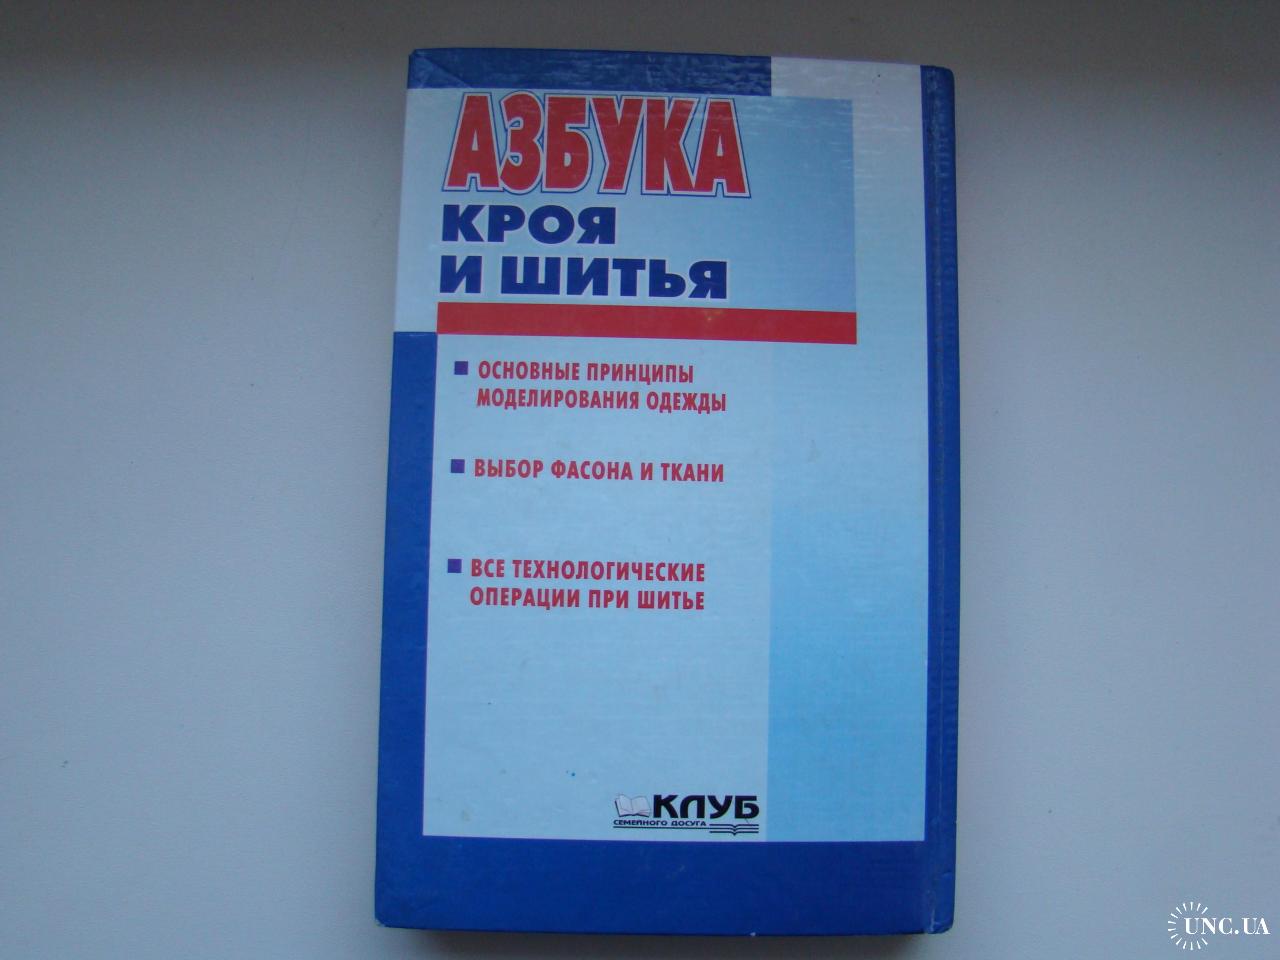 АЗБУКА
КРОЯ
И ШИТЬЯ
ОСНОВНЫЕ ПРИНЦИПЫ
МОДЕЛИРОВАНИЯ ОДЕЖДЫ
ВЫБОР ФАСОНА И ТКАНИ
ВСЕ ТЕХНОЛОГИЧЕСКИЕ
ОПЕРАЦИИ ПРИ ШИТЬЕ
КЛУБ
СЕМЕЙНОГО ДОСУГА
UNC.UA